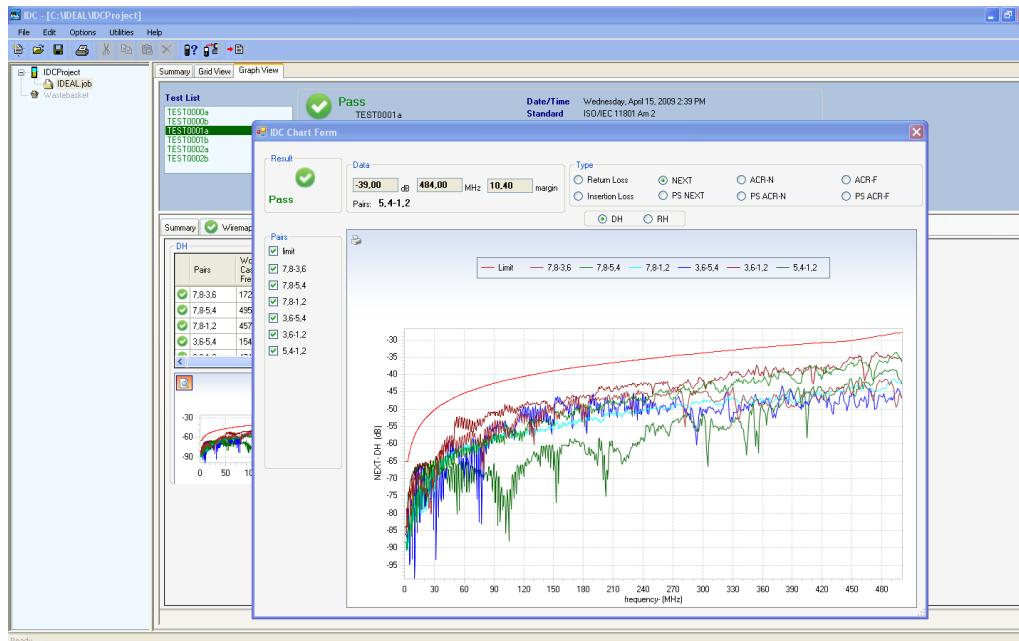 IDC - [C:\IDEAL\IDCProject]
File Edit Options Utilities Help
IDCProject
IDEAL.job
Wastebasket
Summary Grid View Graph View
Test List
TEST0000a
TEST0000b
TEST0001a
TEST0001b
TEST0002a
TEST0002b
Pass
TEST0001a
Date/Time Wednesday, April 15, 2009 2:39 PM
Standard ISO/IEC 11801 Am 2
IDC Chart Form
Result
Pass
Data
-39,00 dB 484,00 MHz 10,40 margin
Pairs: 5,4-1,2
Type
Return Loss NEXT ACR-N ACR-F
Insertion Loss PS NEXT PS ACR-N PS ACR-F
DH RH
Summary Wiremap
DH
Pairs
7,8-3,6 172
7,8-5,4 495
7,8-1,2 457
3,6-5,4 154
-30
-60
-90
0 50 10
Pairs
limit
7,8-3,6
7,8-5,4
7,8-1,2
3,6-5,4
3,6-1,2
5,4-1,2
Limit 7,8-3,6 7,8-5,4 7,8-1,2 3,6-5,4 3,6-1,2 5,4-1,2
NEXT - DH (dB)
-30
-35
-40
-45
-50
-55
-60
-65
-70
-75
-80
-85
-90
-95
0 30 60 90 120 150 180 210 240 270 300 330 360 390 420 450 480
frequency- (MHz)
Ready